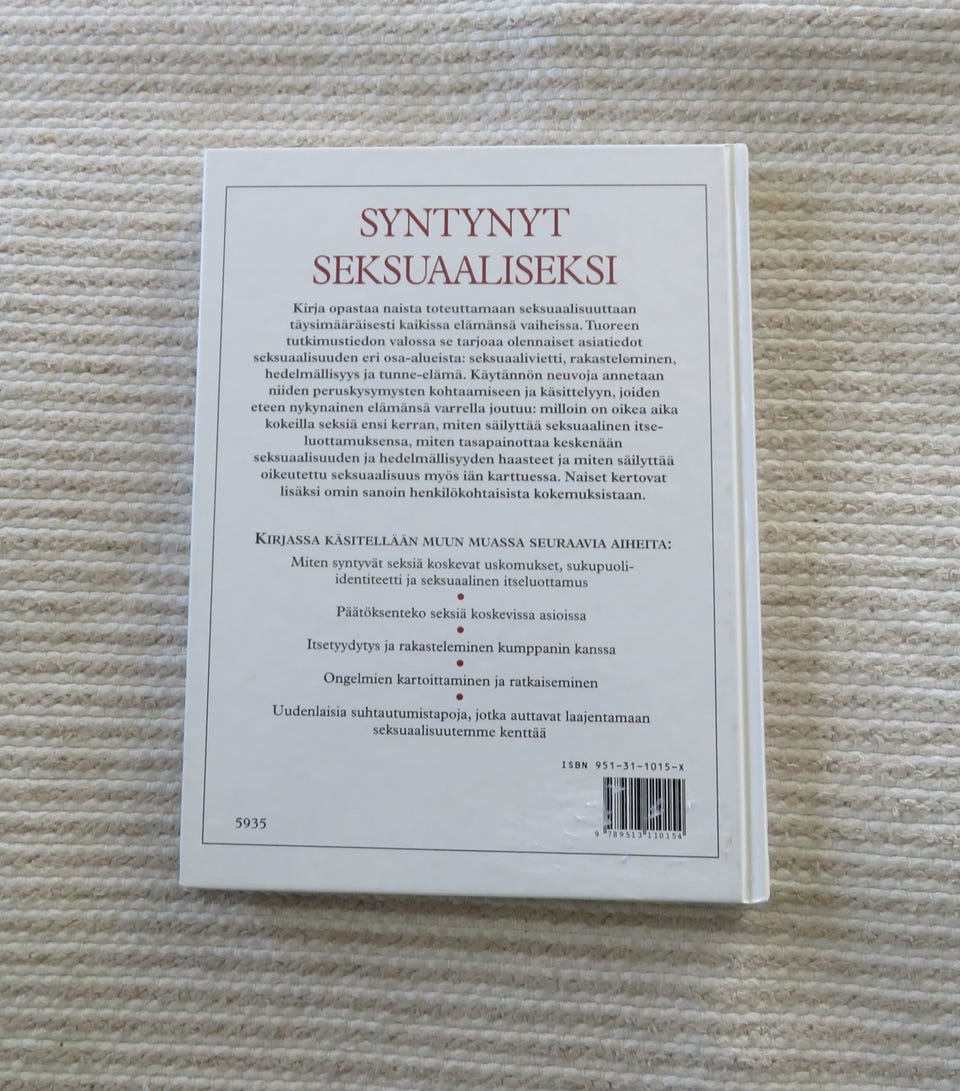 SYNTYNYT
SEKSUAALISEKSI
Kirja opastaa naista toteuttamaan seksuaalisuuttaan
täysimääräisesti kaikissa elämänsä vaiheissa. Tuoreen
tutkimustiedon valossa se tarjoaa olennaiset asiatiedot
seksuaalisuuden eri osa-alueista: seksuaalivietti, rakasteleminen,
hedelmällisyys ja tunne-elämä. Käytännön neuvoja annetaan
niiden peruskysymysten kohtaamiseen ja käsittelyyn, joiden
eteen nykynainen elämänsä varrella joutuu: milloin on oikea aika
kokeilla seksiä ensi kerran, miten säilyttää seksuaalinen itse-
luottamuksensa, miten tasapainottaa keskenään
seksuaalisuuden ja hedelmällisyyden haasteet ja miten säilyttää
oikeutettu seksuaalisuus myös iän karttuessa. Naiset kertovat
lisäksi omin sanoin henkilökohtaisista kokemuksistaan.
KIRJASSA KÄSITELLÄÄN MUUN MUASSA SEURAAVIA AIHEITA:
Miten syntyvät seksiä koskevat uskomukset, sukupuoli-
identiteetti ja seksuaalinen itseluottamus
•
Päätöksenteko seksiä koskevissa asioissa
•
Itsetyydytys ja rakasteleminen kumppanin kanssa
•
Ongelmien kartoittaminen ja ratkaiseminen
•
Uudenlaisia suhtautumistapoja, jotka auttavat laajentamaan
seksuaalisuutemme kenttää
ISBN 951-31-1015-X
5935
9 789513 110154